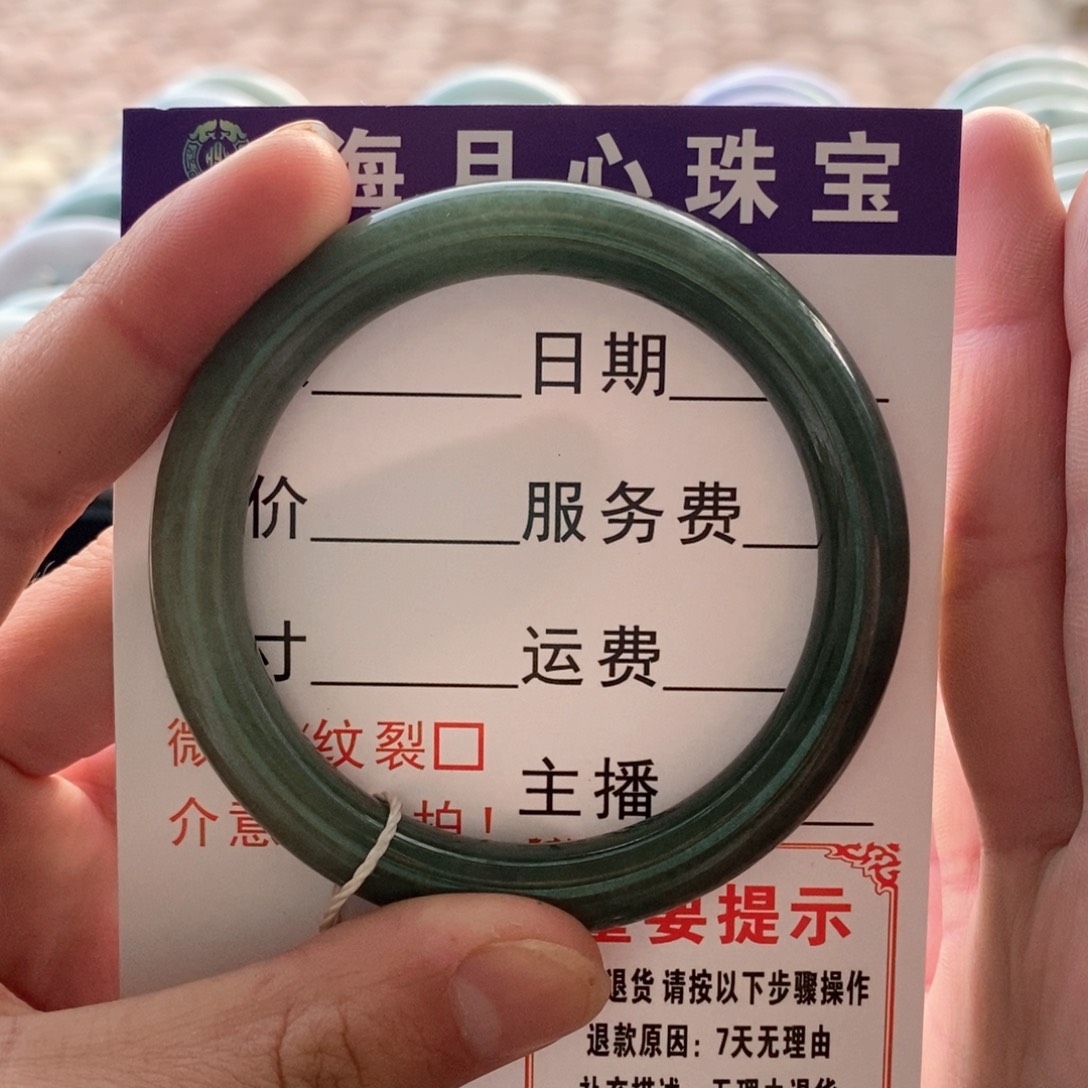 海月心珠宝
日期
价 服务费
寸 运费
微 纹裂
主播
介意 拍！
重要提示
退货 请按以下步骤操作
退款原因：7天无理由